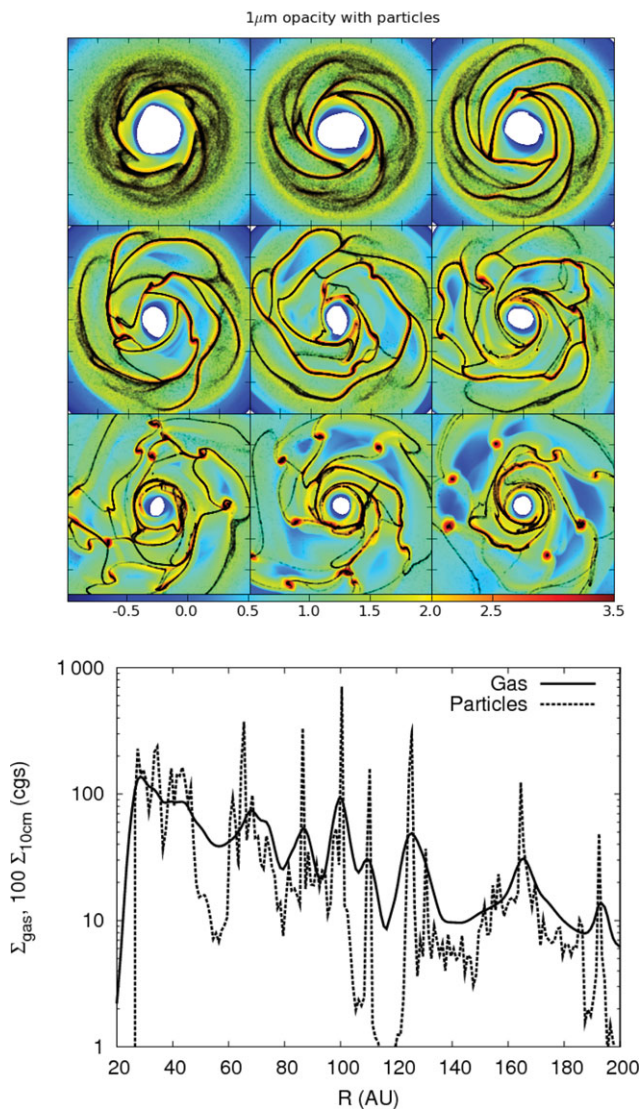 1μm opacity with particles
-0.5 0.0 0.5 1.0 1.5 2.0 2.5 3.5
1 000
100
10
1
Σgas, 100 Σ10cm (cgs)
Gas
Particles
20 40 60 80 100 120 140 160 180 200
R (AU)